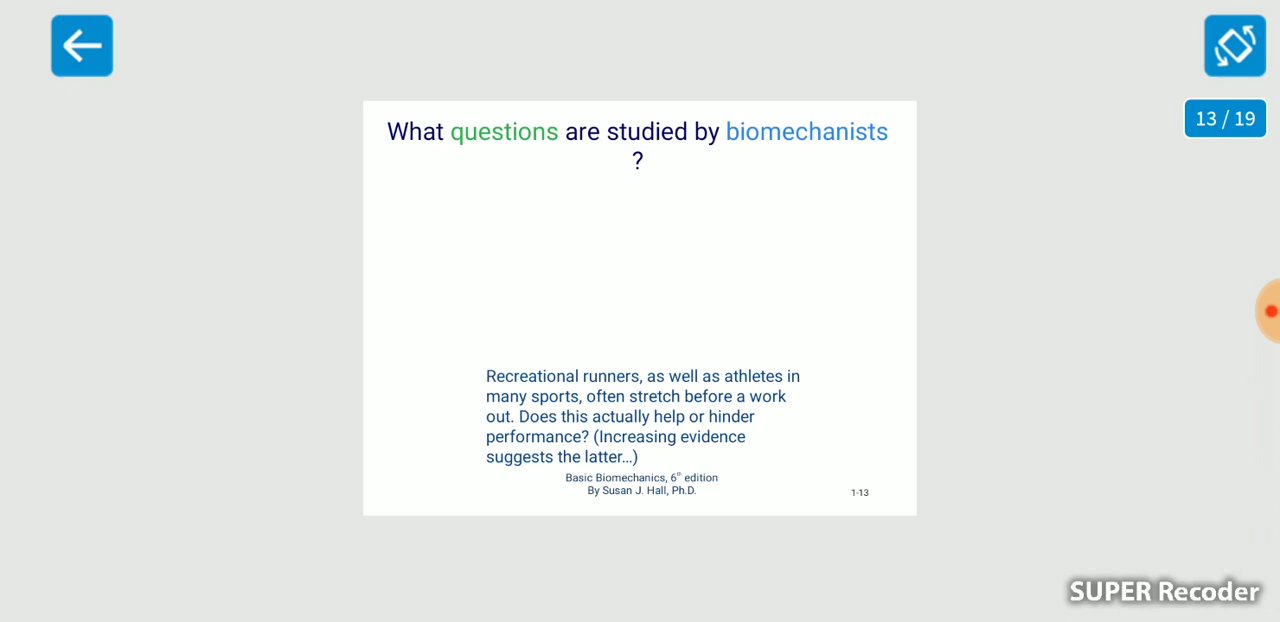 What questions are studied by biomechanists
?
13 / 19
Recreational runners, as well as athletes in
many sports, often stretch before a work
out. Does this actually help or hinder
performance? (Increasing evidence
suggests the latter...)
Basic Biomechanics, 6th edition
By Susan J. Hall, Ph.D.
1-13
SUPER Recoder